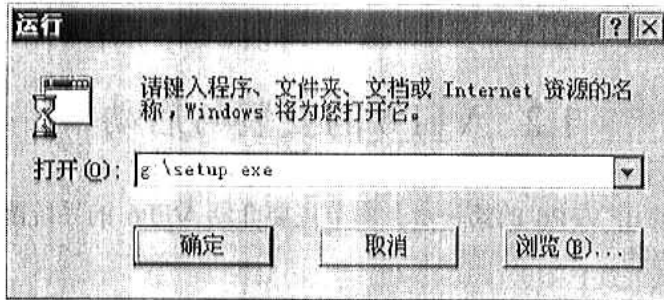 运行
请键入程序、文件夹、文档或 Internet 资源的名
称，Windows 将为您打开它。
打开(O)： g:\setup.exe
确定 取消 浏览(B)...